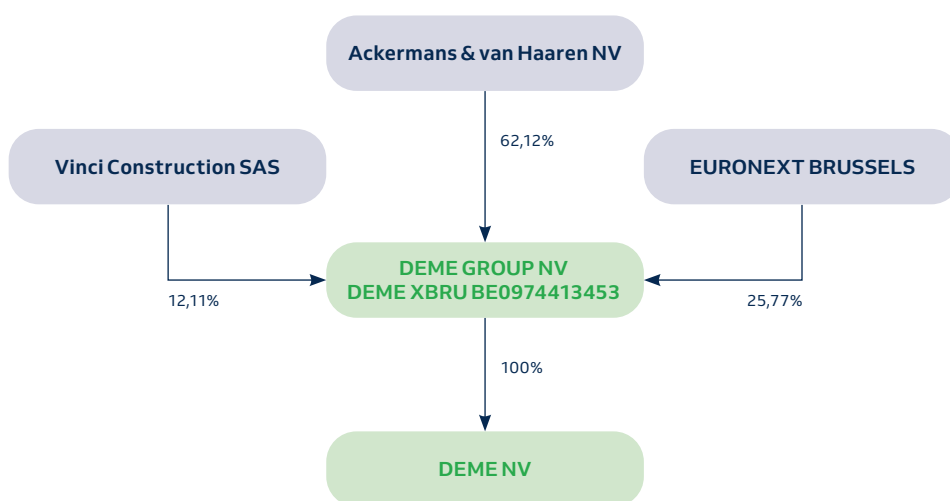 Ackermans & van Haaren NV
62,12%
Vinci Construction SAS
EURONEXT BRUSSELS
DEME GROUP NV
DEME XBRU BE0974413453
12,11%
25,77%
100%
DEME NV